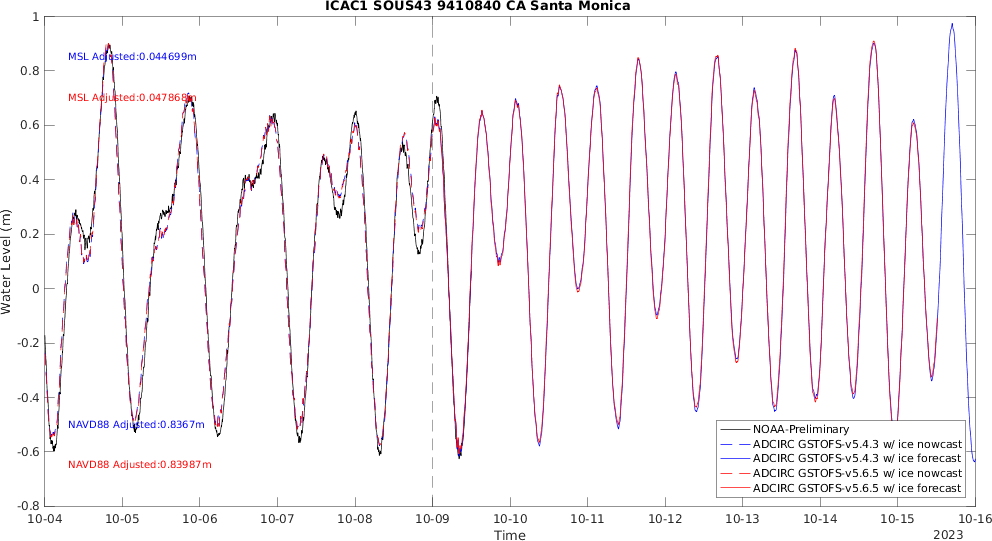 ICAC1 SOUS43 9410840 CA Santa Monica
MSL Adjusted:0.044699m
MSL Adjusted:0.047868m
NAVD88 Adjusted:0.8367m
NAVD88 Adjusted:0.83987m
Water Level (m)
1
0.8
0.6
0.4
0.2
0
-0.2
-0.4
-0.6
-0.8
NOAA-Preliminary
ADCIRC GSTOFS-v5.4.3 w/ ice nowcast
ADCIRC GSTOFS-v5.4.3 w/ ice forecast
ADCIRC GSTOFS-v5.6.5 w/ ice nowcast
ADCIRC GSTOFS-v5.6.5 w/ ice forecast
10-04 10-05 10-06 10-07 10-08 10-09 10-10 10-11 10-12 10-13 10-14 10-15 10-16
Time
2023